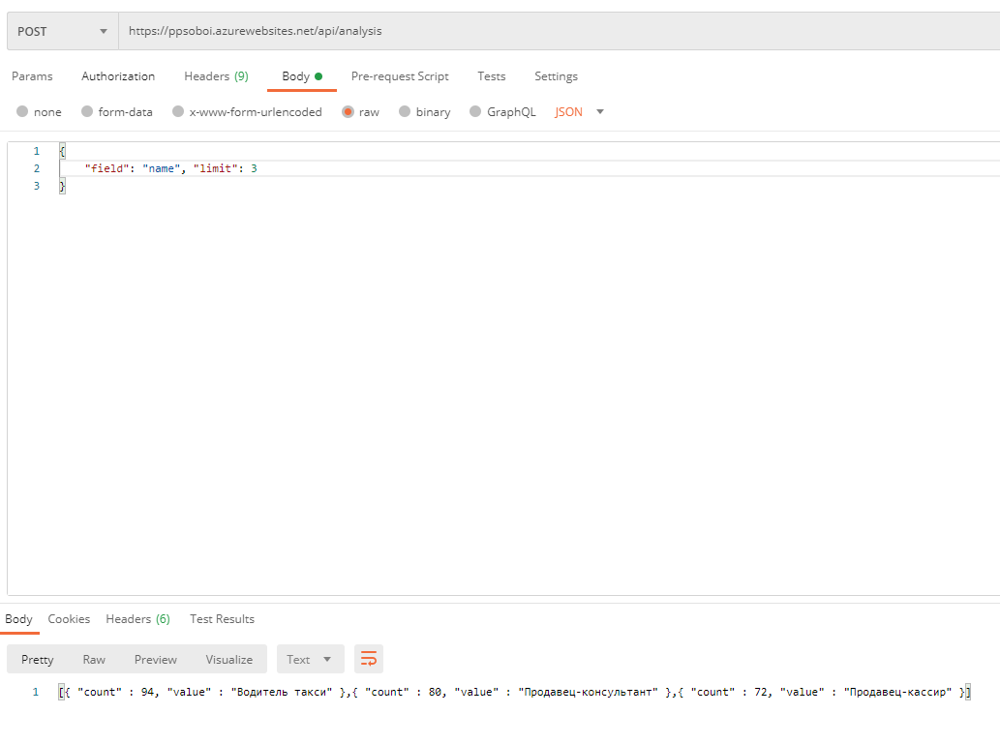 POST https://ppsoboi.azurewebsites.net/api/analysis
Params Authorization Headers (9) Body Pre-request Script Tests Settings
none form-data x-www-form-urlencoded raw binary GraphQL JSON
1 {
2 "field": "name", "limit": 3
3 }
Body Cookies Headers (6) Test Results
Pretty Raw Preview Visualize Text
1 [{ "count" : 94, "value" : "Водитель такси" },{ "count" : 80, "value" : "Продавец-консультант" },{ "count" : 72, "value" : "Продавец-кассир" }]